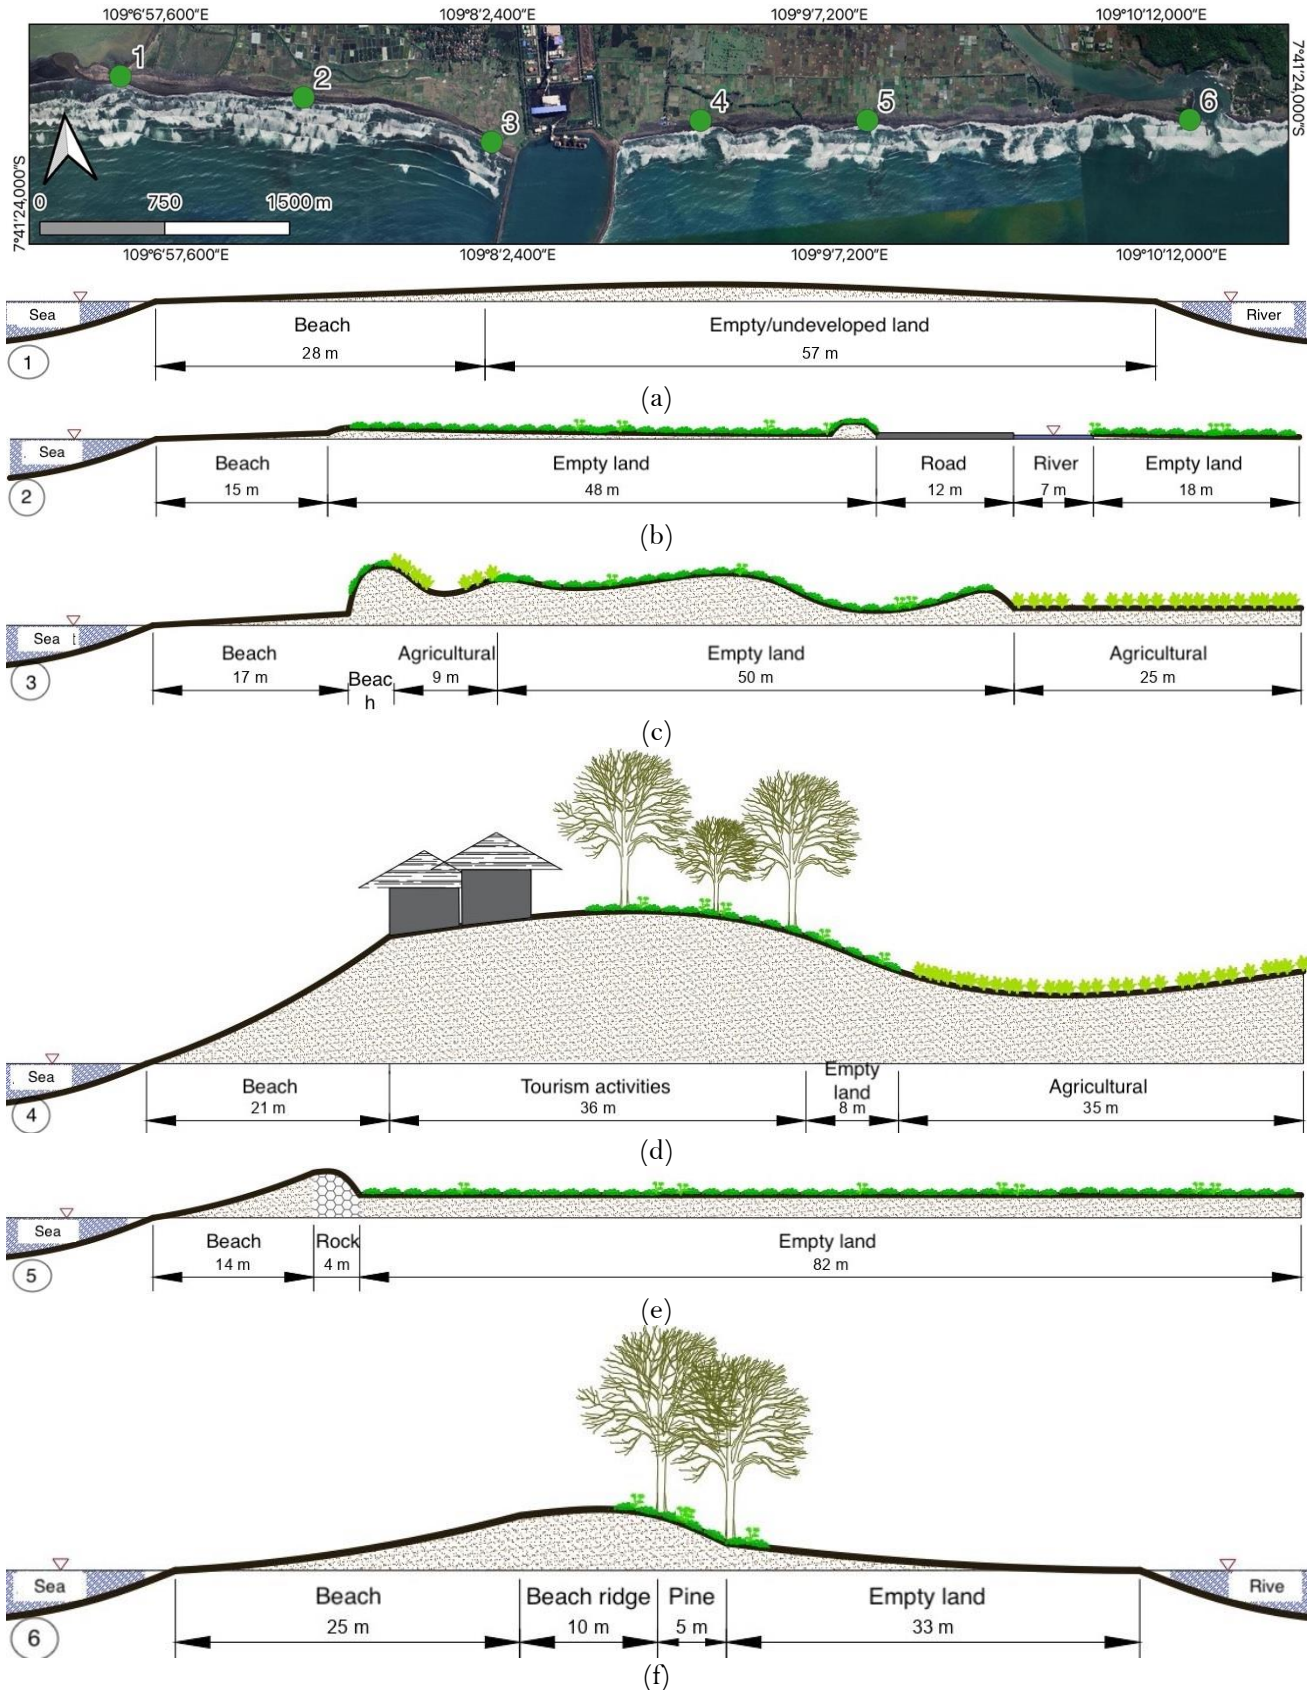 109°6'57,600"E 109°8'2,400"E 109°9'7,200"E 109°10'12,000"E
7°41'24,000"S
7°41'24,000"S
1
2
3
4
5
6
0 750 1500 m
109°6'57,600"E 109°8'2,400"E 109°9'7,200"E 109°10'12,000"E
Sea
River
Beach
Empty/undeveloped land
28 m
57 m
1
(a)
Sea
Beach
Empty land
Road
River
Empty land
15 m
48 m
12 m
7 m
18 m
2
(b)
Sea
Beach
Agricultural
Empty land
Agricultural
17 m
Beac
h
9 m
50 m
25 m
3
(c)
Sea
Beach
Tourism activities
Empty
land
Agricultural
21 m
36 m
8 m
35 m
4
(d)
Sea
Beach
Rock
Empty land
14 m
4 m
82 m
5
(e)
Sea
Rive
Beach
Beach ridge
Pine
Empty land
25 m
10 m
5 m
33 m
6
(f)